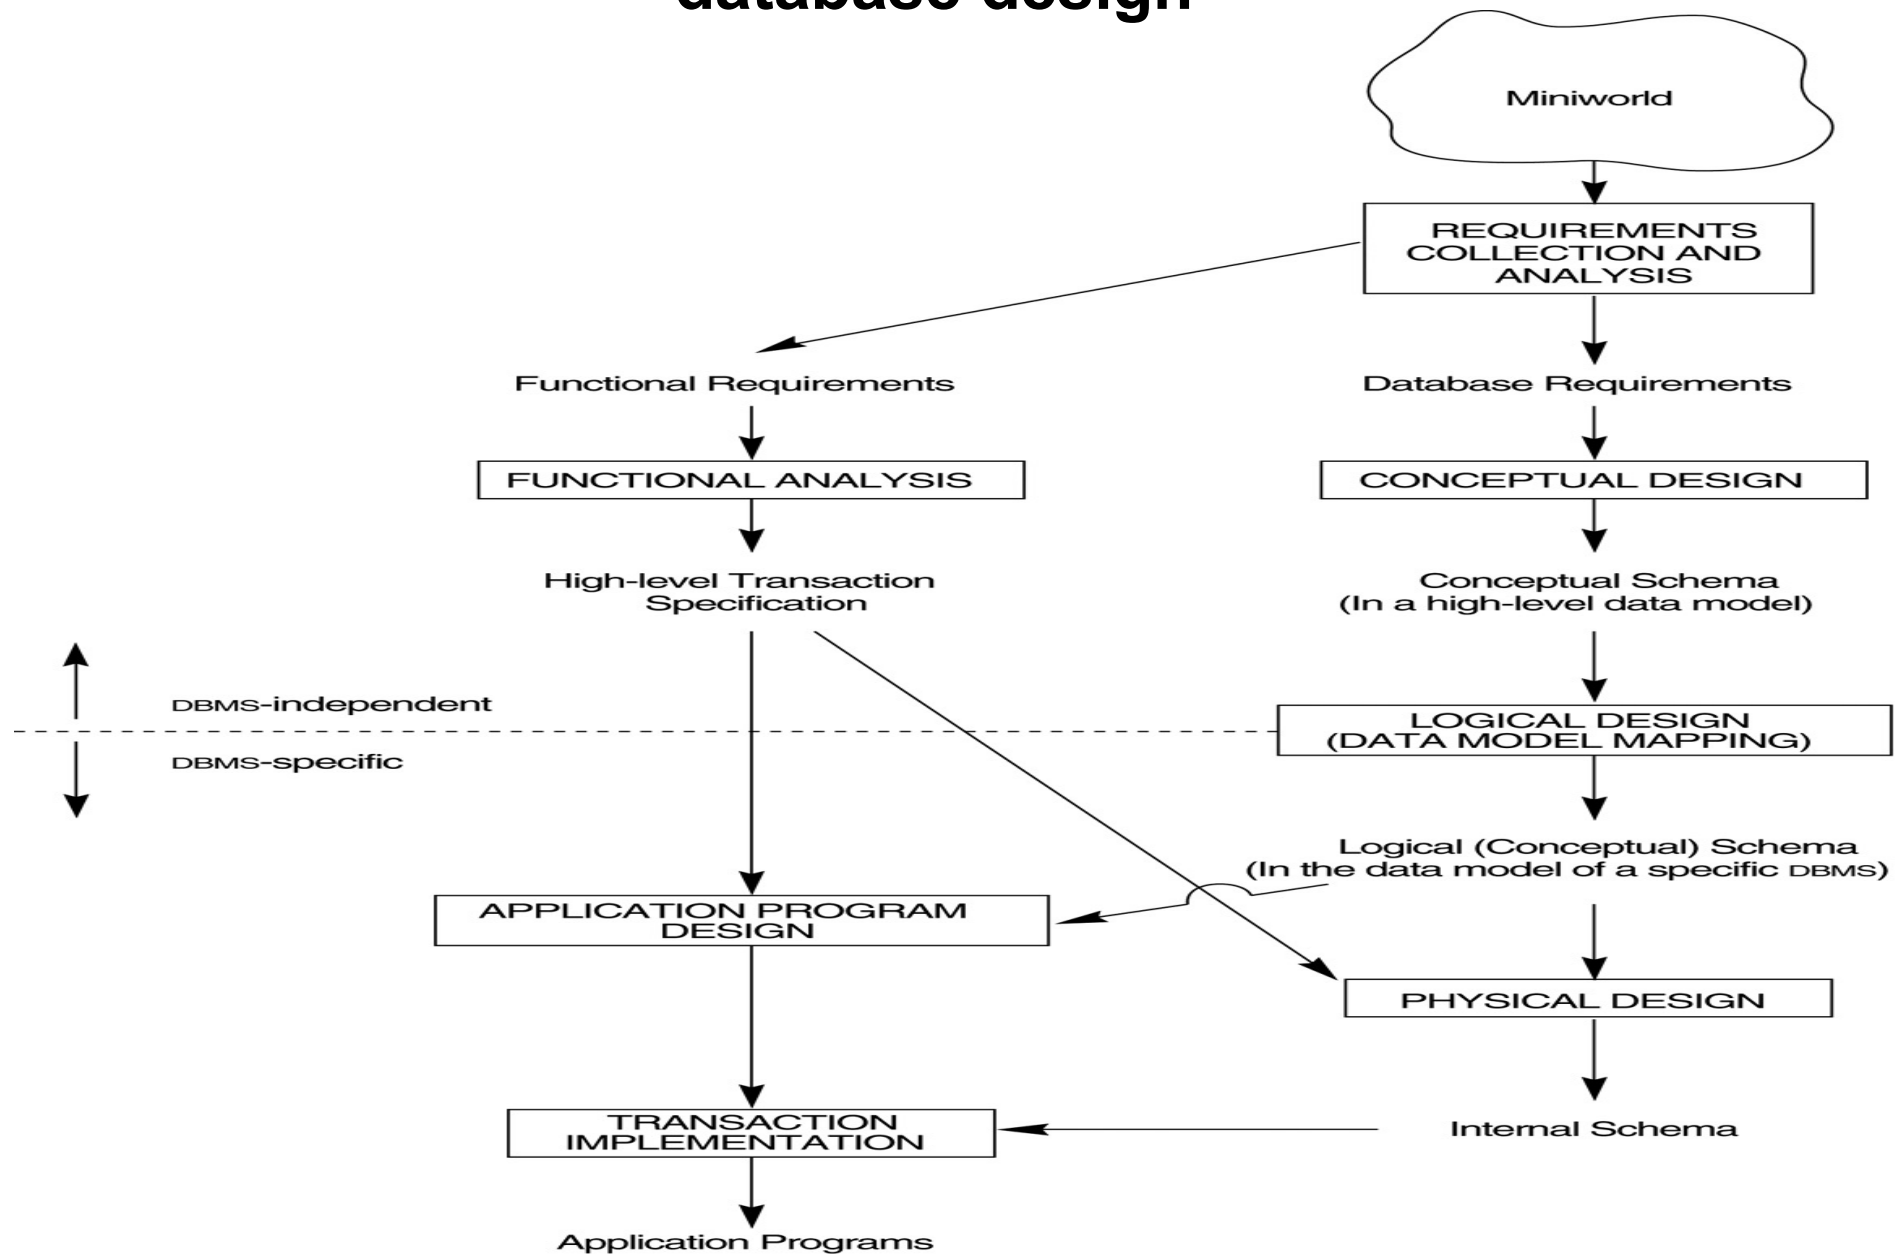 database design
Miniworld
REQUIREMENTS
COLLECTION AND
ANALYSIS
Functional Requirements
Database Requirements
FUNCTIONAL ANALYSIS
CONCEPTUAL DESIGN
High-level Transaction
Specification
Conceptual Schema
(In a high-level data model)
DBMS-independent
LOGICAL DESIGN
(DATA MODEL MAPPING)
DBMS-specific
Logical (Conceptual) Schema
(In the data model of a specific DBMS)
APPLICATION PROGRAM
DESIGN
PHYSICAL DESIGN
TRANSACTION
IMPLEMENTATION
Internal Schema
Application Programs